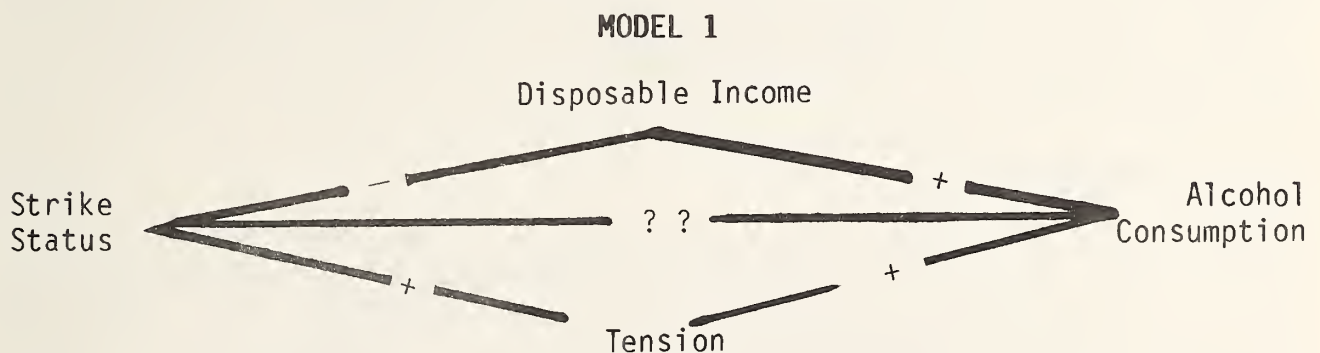 MODEL 1
Disposable Income
−
+
Strike
Status
? ?
Alcohol
Consumption
+
+
Tension